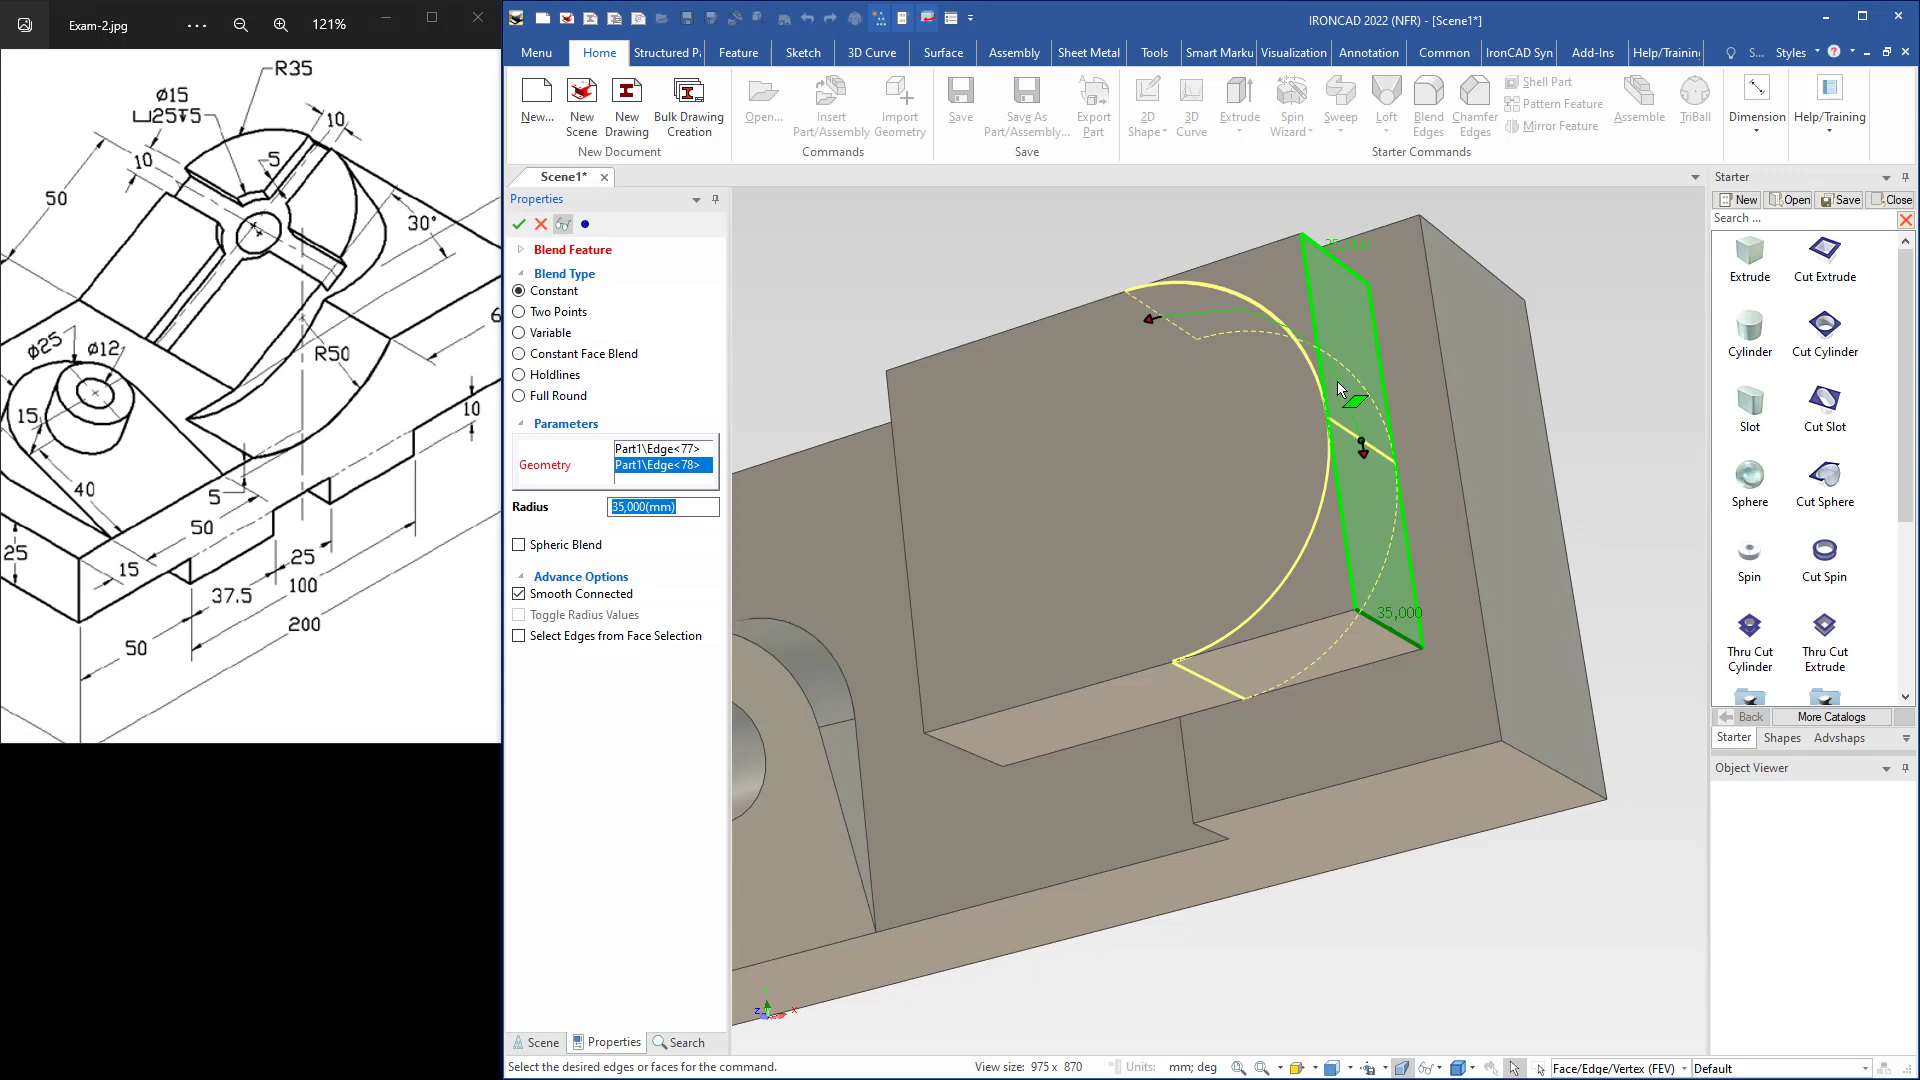 Exam-2.jpg
121%
R35
ø15
⌴25↧5
10
10
5
50
30°
R50
ø25
ø12
15
40
10
5
50
25
15
25
37.5
100
200
50
IRONCAD 2022 (NFR) - [Scene1*]
Menu
Home
Structured Pa
Feature
Sketch
3D Curve
Surface
Assembly
Sheet Metal
Tools
Smart Marku
Visualization
Annotation
Common
IronCAD Syn
Add-Ins
Help/Training
S...
Styles
New...
New Scene
New Drawing
Bulk Drawing Creation
New Document
Open...
Insert Part/Assembly
Import Geometry
Commands
Save
Save As Part/Assembly...
Export Part
Save
2D Shape
3D Curve
Extrude
Spin Wizard
Sweep
Loft
Blend Edges
Chamfer Edges
Shell Part
Pattern Feature
Mirror Feature
Assemble
TriBall
Starter Commands
Dimension
Help/Training
Scene1*
Properties
Blend Feature
Blend Type
Constant
Two Points
Variable
Constant Face Blend
Holdlines
Full Round
Parameters
Geometry
Part1\Edge<77>
Part1\Edge<78>
Radius
35,000(mm)
Spheric Blend
Advance Options
Smooth Connected
Toggle Radius Values
Select Edges from Face Selection
Scene
Properties
Search
35,000
35,000
Z
X
Starter
New
Open
Save
Close
Search ...
Extrude
Cut Extrude
Cylinder
Cut Cylinder
Slot
Cut Slot
Sphere
Cut Sphere
Spin
Cut Spin
Thru Cut Cylinder
Thru Cut Extrude
Back
More Catalogs
Starter
Shapes
Advshaps
Object Viewer
Select the desired edges or faces for the command.
View size: 975 x 870
Units:
mm; deg
Face/Edge/Vertex (FEV)
Default